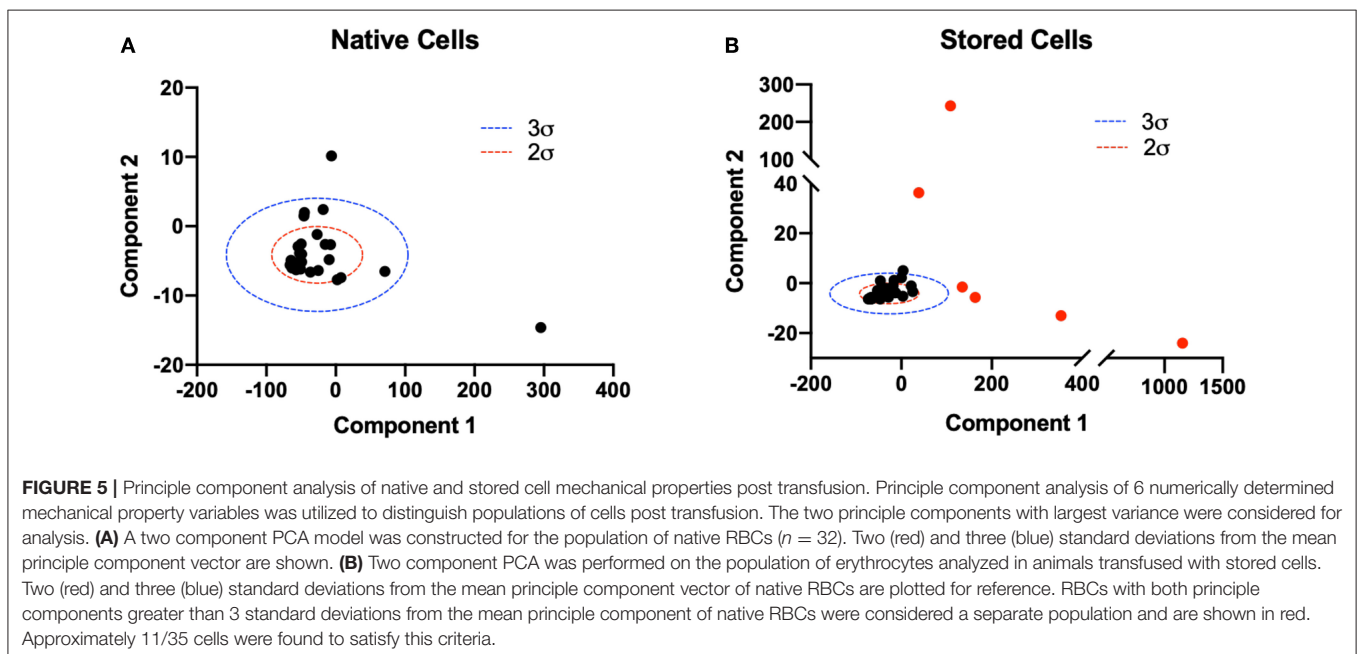 A
Native Cells
20
10
0
-10
-20
-200
-100
0
100
200
300
400
Component 2
Component 1
3σ
2σ
B
Stored Cells
300
200
100
40
20
0
-20
-200
0
200
400
1000
1500
Component 2
Component 1
3σ
2σ
FIGURE 5 | Principle component analysis of native and stored cell mechanical properties post transfusion. Principle component analysis of 6 numerically determined
mechanical property variables was utilized to distinguish populations of cells post transfusion. The two principle components with largest variance were considered for
analysis. (A) A two component PCA model was constructed for the population of native RBCs (n = 32). Two (red) and three (blue) standard deviations from the mean
principle component vector are shown. (B) Two component PCA was performed on the population of erythrocytes analyzed in animals transfused with stored cells.
Two (red) and three (blue) standard deviations from the mean principle component vector of native RBCs are plotted for reference. RBCs with both principle
components greater than 3 standard deviations from the mean principle component of native RBCs were considered a separate population and are shown in red.
Approximately 11/35 cells were found to satisfy this criteria.